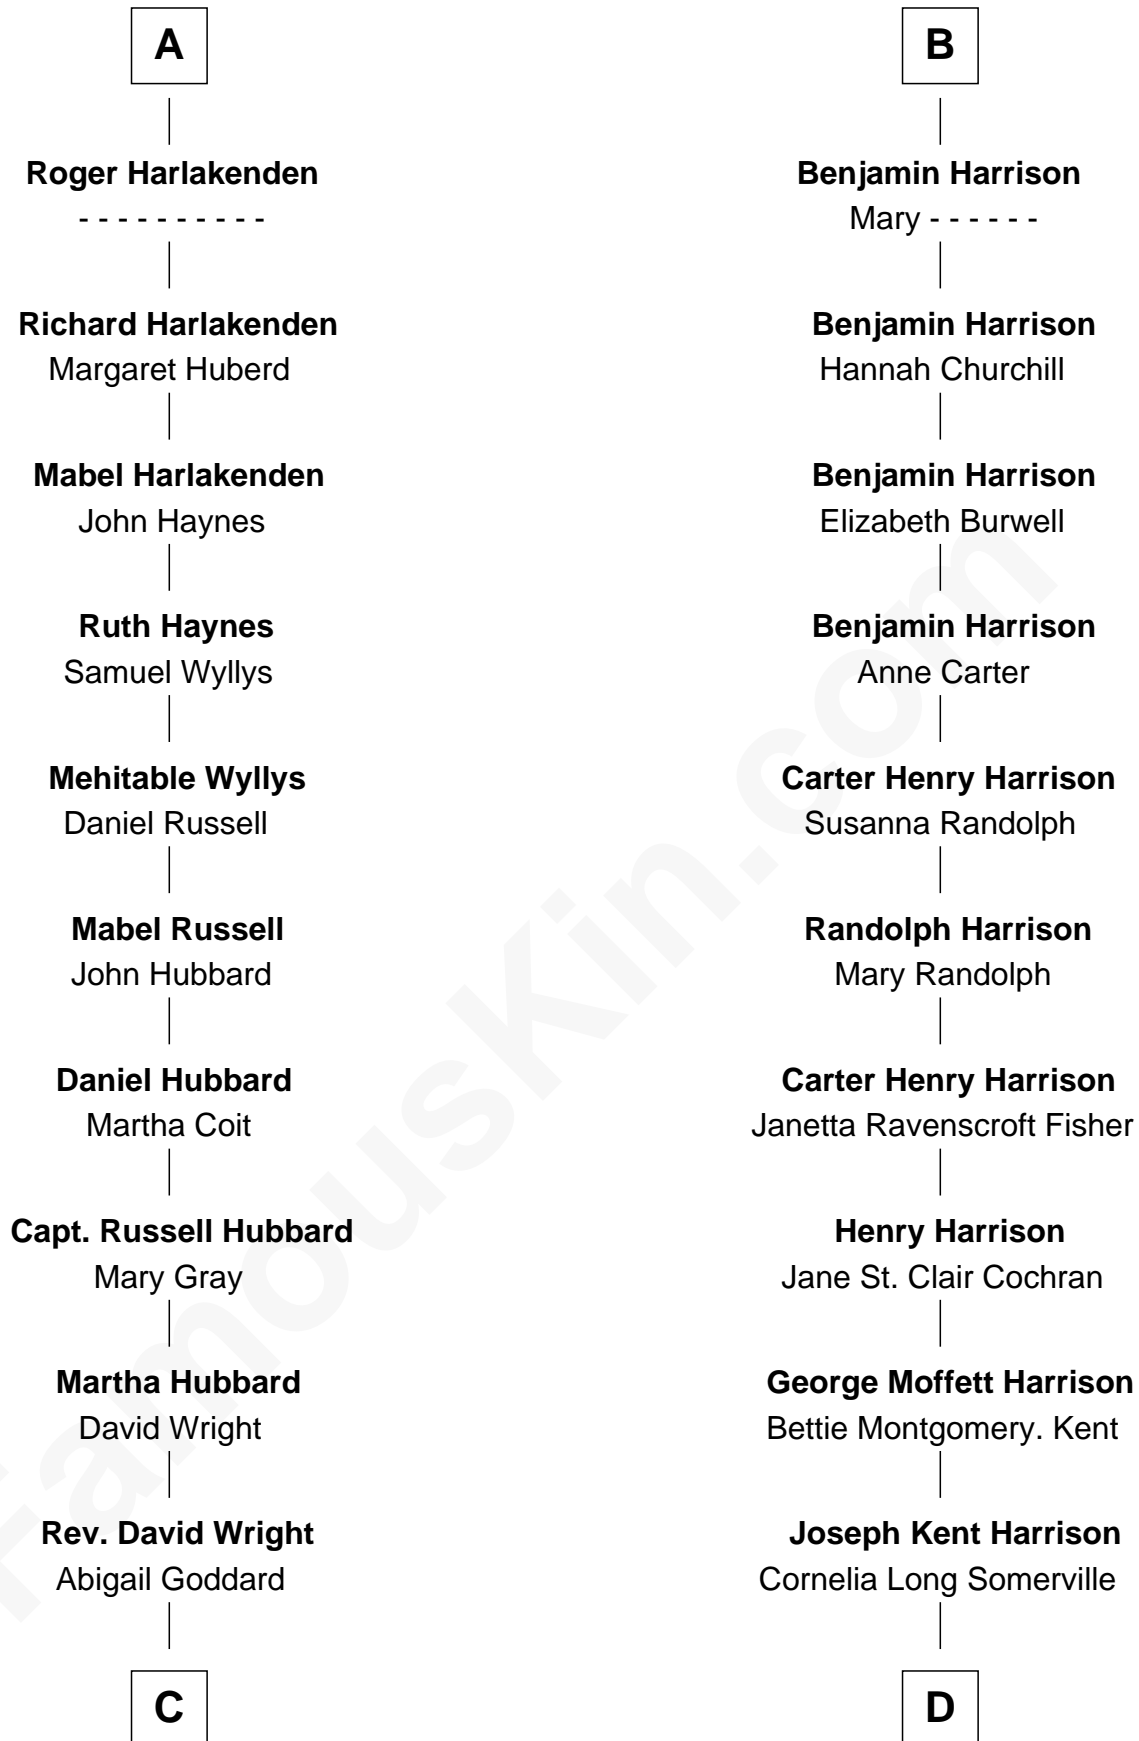 A
Roger Harlakenden
- - - - - - - - - -
Richard Harlakenden
Margaret Huberd
Mabel Harlakenden
John Haynes
Ruth Haynes
Samuel Wyllys
Mehitable Wyllys
Daniel Russell
Mabel Russell
John Hubbard
Daniel Hubbard
Martha Coit
Capt. Russell Hubbard
Mary Gray
Martha Hubbard
David Wright
Rev. David Wright
Abigail Goddard
C
B
Benjamin Harrison
Mary - - - - - -
Benjamin Harrison
Hannah Churchill
Benjamin Harrison
Elizabeth Burwell
Benjamin Harrison
Anne Carter
Carter Henry Harrison
Susanna Randolph
Randolph Harrison
Mary Randolph
Carter Henry Harrison
Janetta Ravenscroft Fisher
Henry Harrison
Jane St. Clair Cochran
George Moffett Harrison
Bettie Montgomery. Kent
Joseph Kent Harrison
Cornelia Long Somerville
D
FamousKin.com